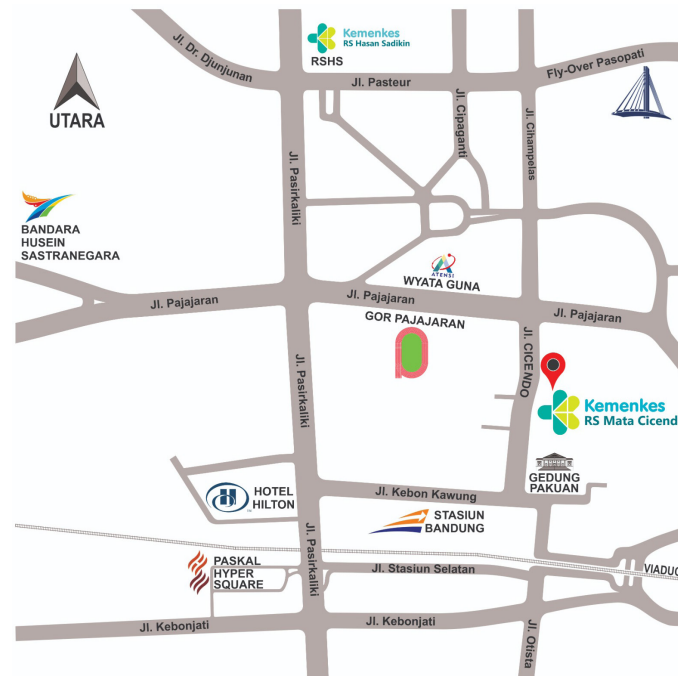 Kemenkes
RS Hasan Sadikin
RSHS
Jl. Dr. Djunjunan
Jl. Pasteur
Fly-Over Pasopati
UTARA
Jl. Cipaganti
Jl. Cihampelas
Jl. Pasirkaliki
BANDARA
HUSEIN
SASTRANEGARA
ATENSI
WYATA GUNA
Jl. Pajajaran
Jl. Pajajaran
Jl. Pajajaran
GOR PAJAJARAN
Jl. CICENDO
Jl. Pasirkaliki
Kemenkes
RS Mata Cicend
GEDUNG
PAKUAN
HOTEL
HILTON
Jl. Kebon Kawung
STASIUN
BANDUNG
Jl. Pasirkaliki
PASKAL
HYPER
SQUARE
Jl. Stasiun Selatan
VIADUC
Jl. Kebonjati
Jl. Kebonjati
Jl. Otista